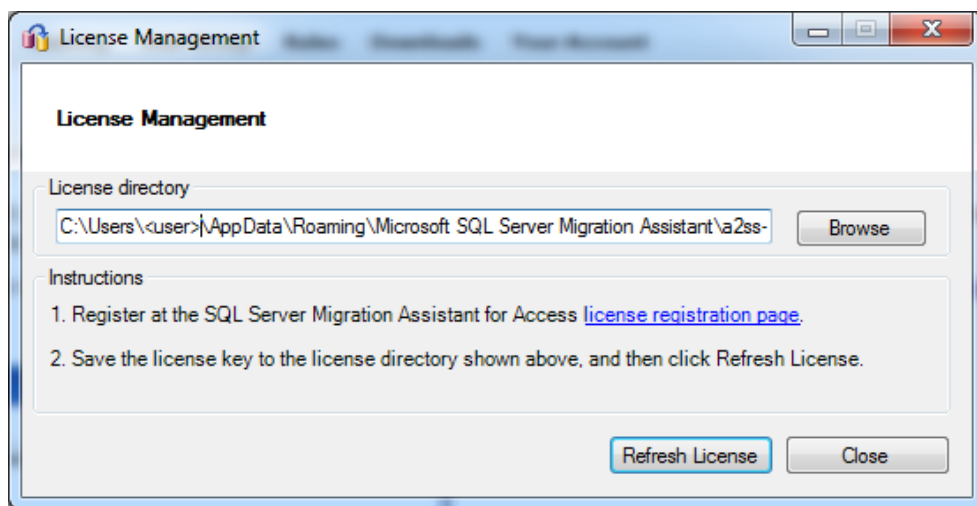 License Management
License Management
License directory
C:\Users\<user>\AppData\Roaming\Microsoft SQL Server Migration Assistant\a2ss-
Browse
Instructions
1. Register at the SQL Server Migration Assistant for Access license registration page.
2. Save the license key to the license directory shown above, and then click Refresh License.
Refresh License
Close